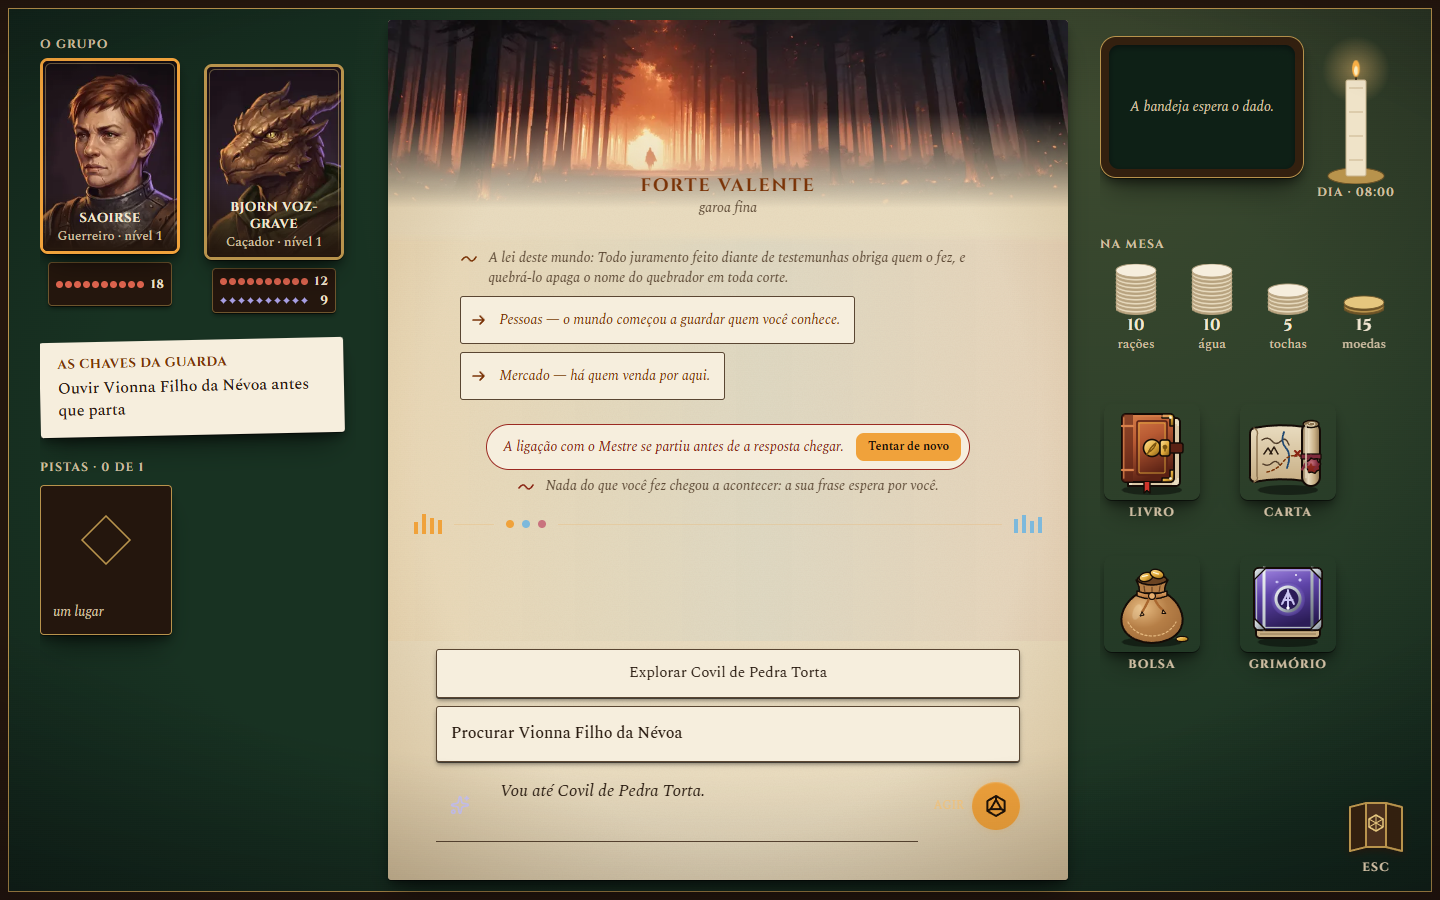 O GRUPO
SAOIRSE
Guerreiro · nível 1
18
BJORN VOZ-
GRAVE
Caçador · nível 1
12
9
AS CHAVES DA GUARDA
Ouvir Vionna Filho da Névoa antes
que parta
PISTAS · 0 DE 1
um lugar
FORTE VALENTE
garoa fina
A lei deste mundo: Todo juramento feito diante de testemunhas obriga quem o fez, e
quebrá-lo apaga o nome do quebrador em toda corte.
Pessoas — o mundo começou a guardar quem você conhece.
Mercado — há quem venda por aqui.
A ligação com o Mestre se partiu antes de a resposta chegar.
Tentar de novo
Nada do que você fez chegou a acontecer: a sua frase espera por você.
Explorar Covil de Pedra Torta
Procurar Vionna Filho da Névoa
Vou até Covil de Pedra Torta.
A bandeja espera o dado.
DIA · 08:00
NA MESA
10
rações
10
água
5
tochas
15
moedas
LIVRO
CARTA
BOLSA
GRIMÓRIO
ESC